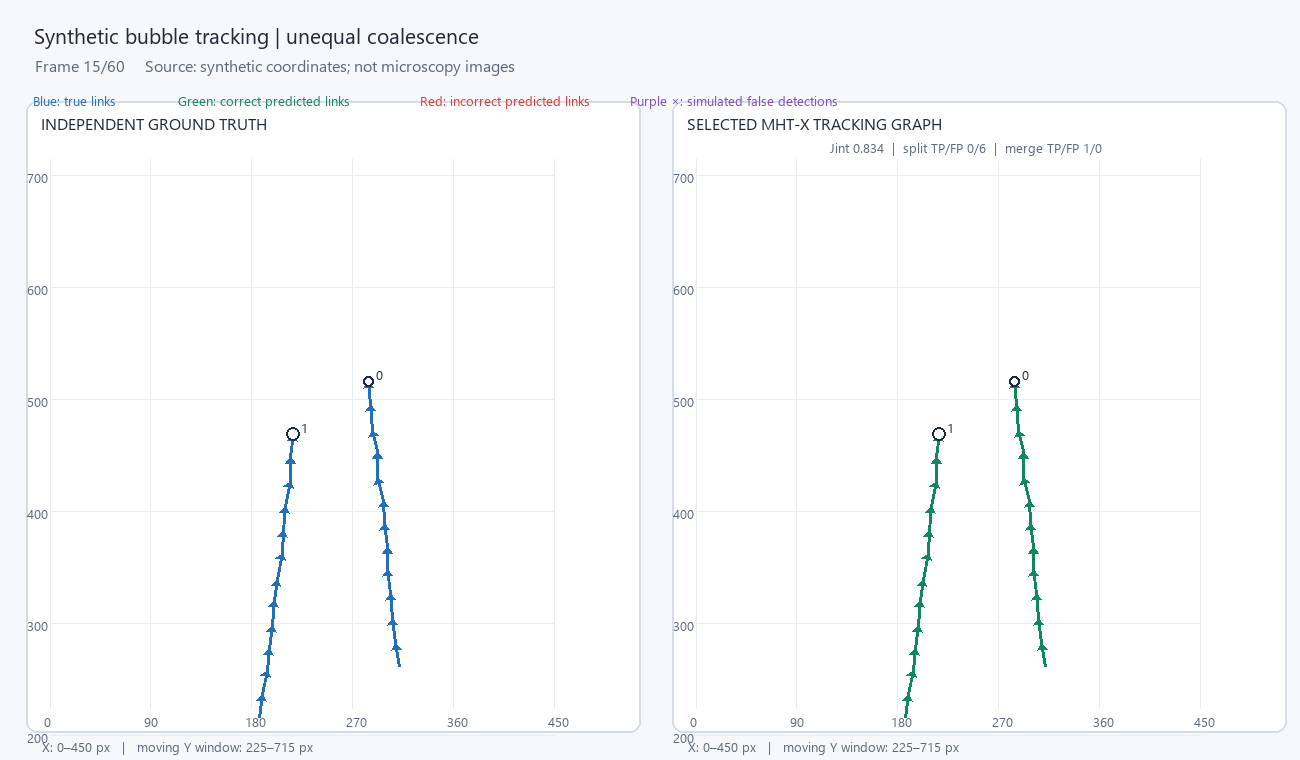 Synthetic bubble tracking | unequal coalescence
Frame 15/60 Source: synthetic coordinates; not microscopy images
Blue: true links Green: correct predicted links Red: incorrect predicted links Purple ×: simulated false detections
INDEPENDENT GROUND TRUTH
700
600
500
400
300
200
0
1
0 90 180 270 360 450
X: 0–450 px | moving Y window: 225–715 px
SELECTED MHT-X TRACKING GRAPH
Jint 0.834 | split TP/FP 0/6 | merge TP/FP 1/0
700
600
500
400
300
200
0
1
0 90 180 270 360 450
X: 0–450 px | moving Y window: 225–715 px